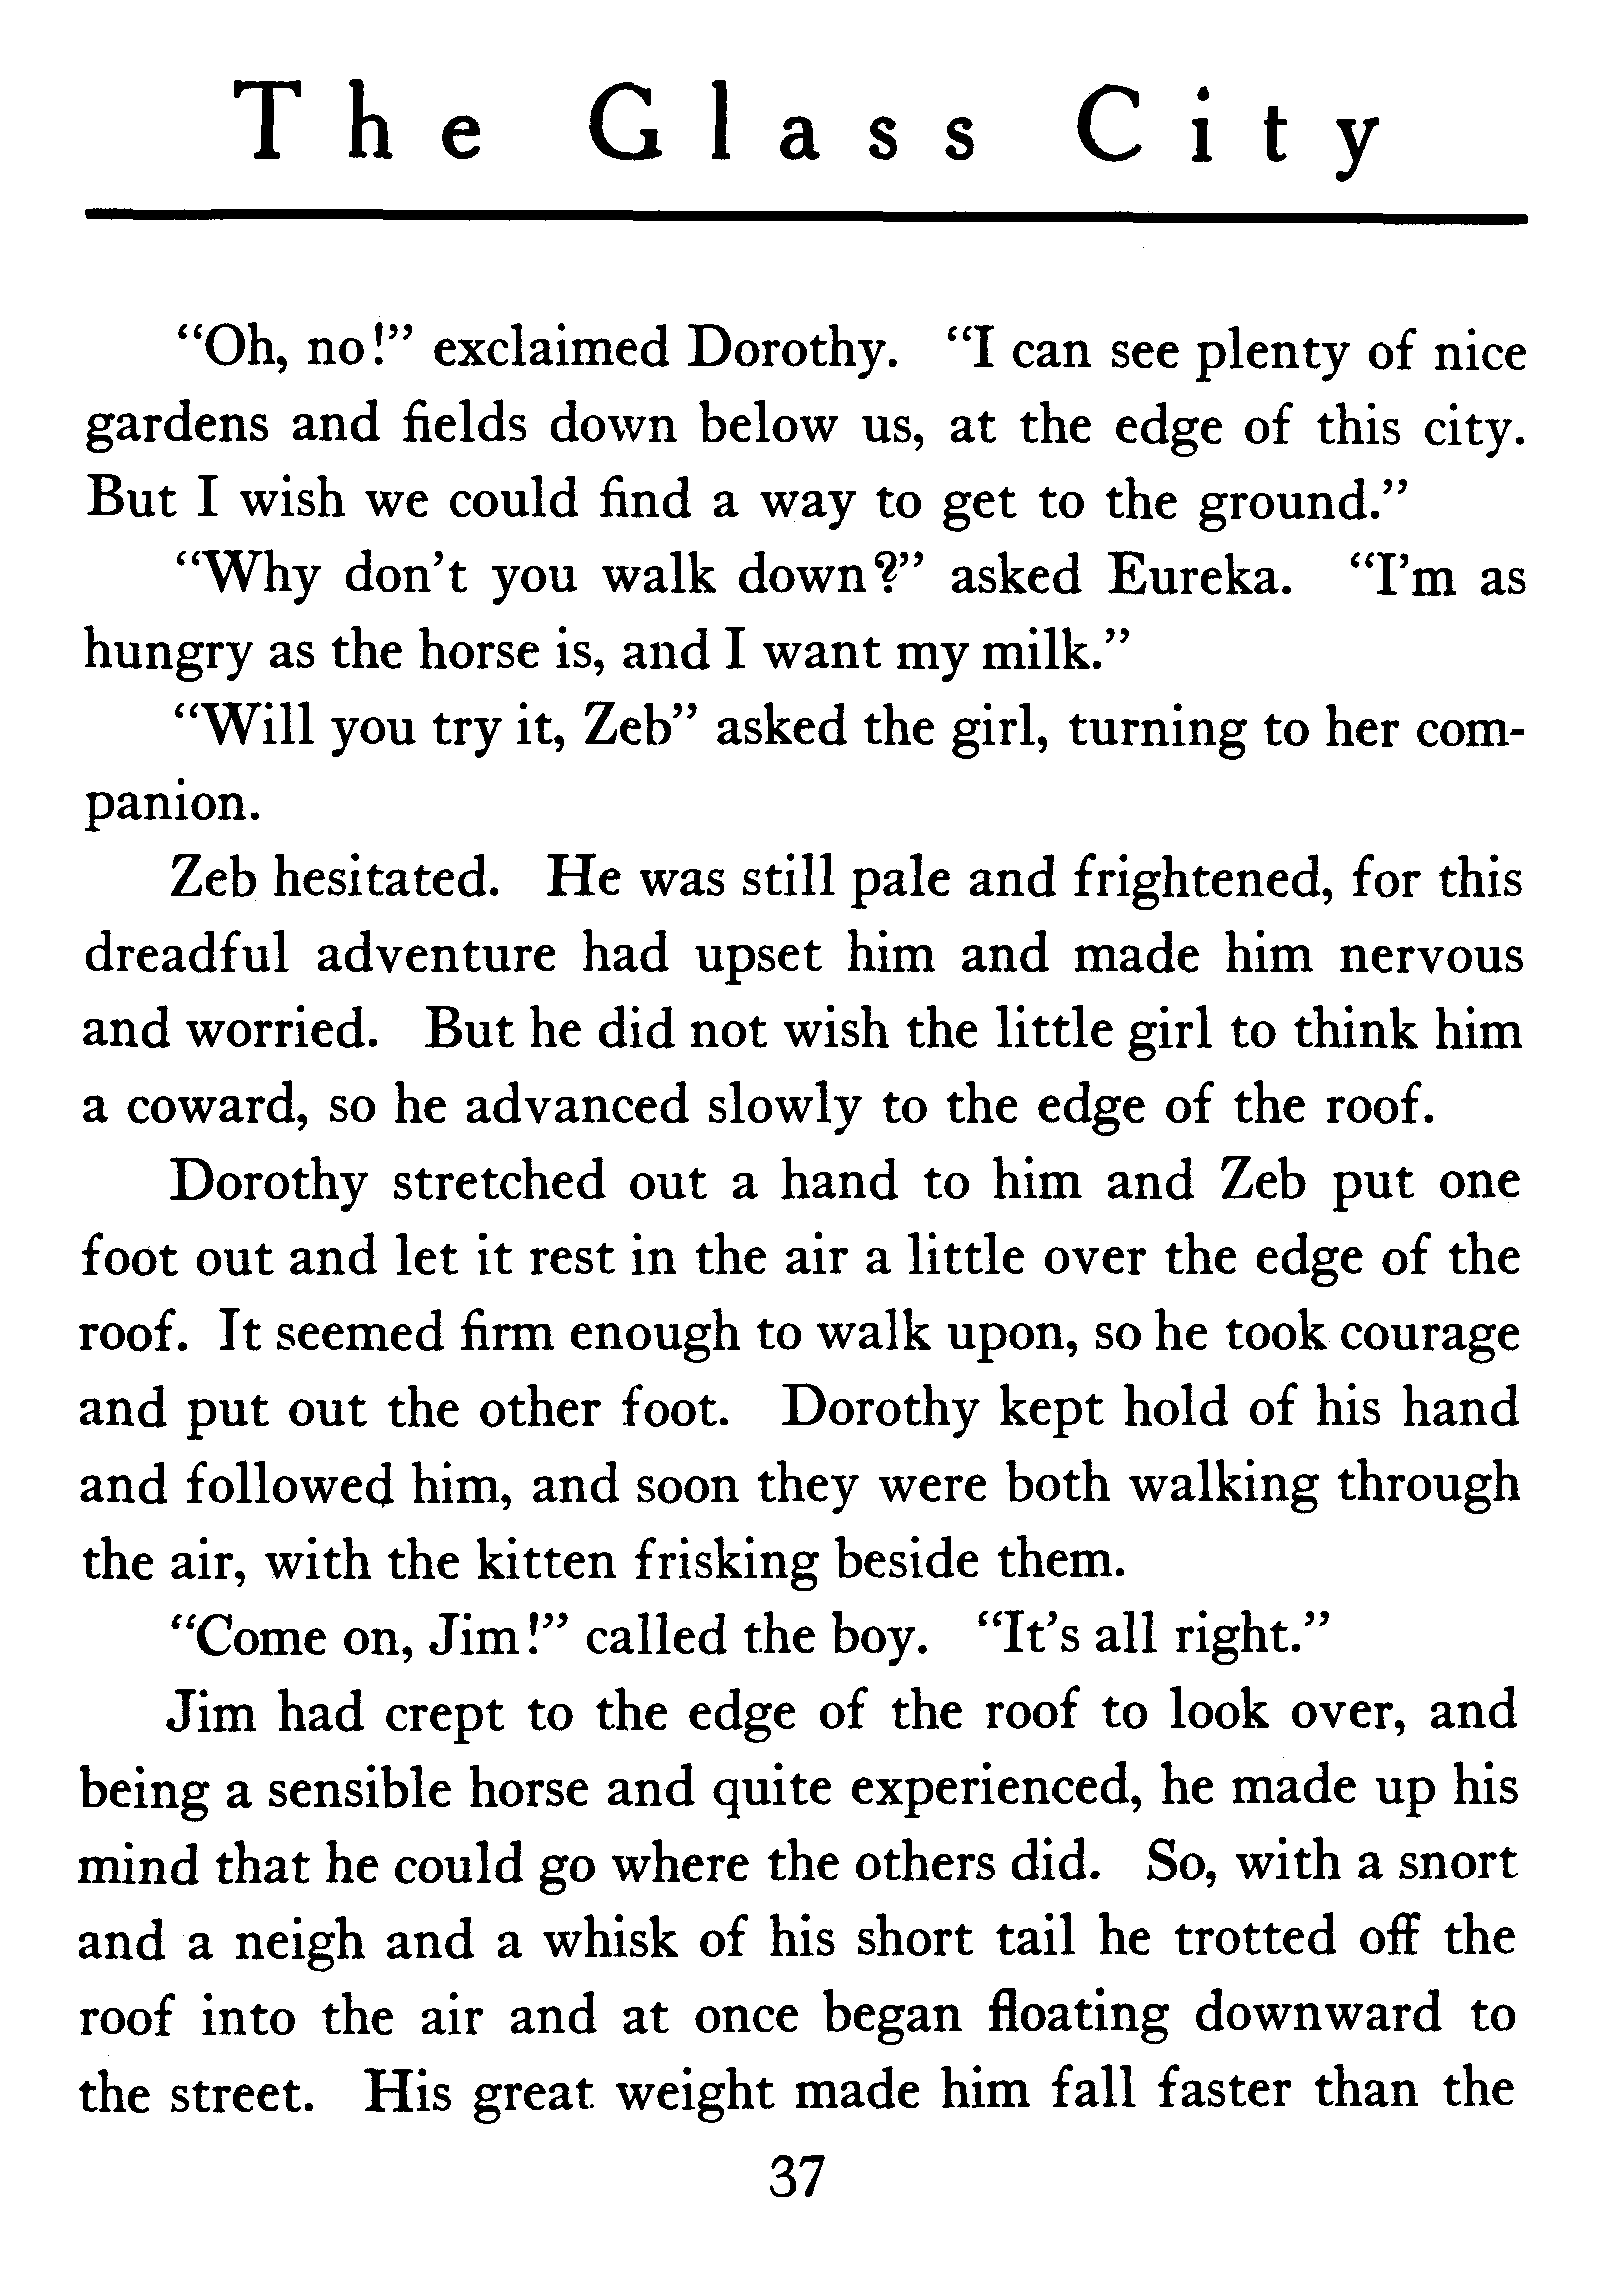 The Glass City
“Oh, no!” exclaimed Dorothy. “I can see plenty of nice
gardens and fields down below us, at the edge of this city.
But I wish we could find a way to get to the ground.”
“Why don’t you walk down?” asked Eureka. “I’m as
hungry as the horse is, and I want my milk.”
“Will you try it, Zeb” asked the girl, turning to her com-
panion.
Zeb hesitated. He was still pale and frightened, for this
dreadful adventure had upset him and made him nervous
and worried. But he did not wish the little girl to think him
a coward, so he advanced slowly to the edge of the roof.
Dorothy stretched out a hand to him and Zeb put one
foot out and let it rest in the air a little over the edge of the
roof. It seemed firm enough to walk upon, so he took courage
and put out the other foot. Dorothy kept hold of his hand
and followed him, and soon they were both walking through
the air, with the kitten frisking beside them.
“Come on, Jim!” called the boy. “It’s all right.”
Jim had crept to the edge of the roof to look over, and
being a sensible horse and quite experienced, he made up his
mind that he could go where the others did. So, with a snort
and a neigh and a whisk of his short tail he trotted off the
roof into the air and at once began floating downward to
the street. His great weight made him fall faster than the
37